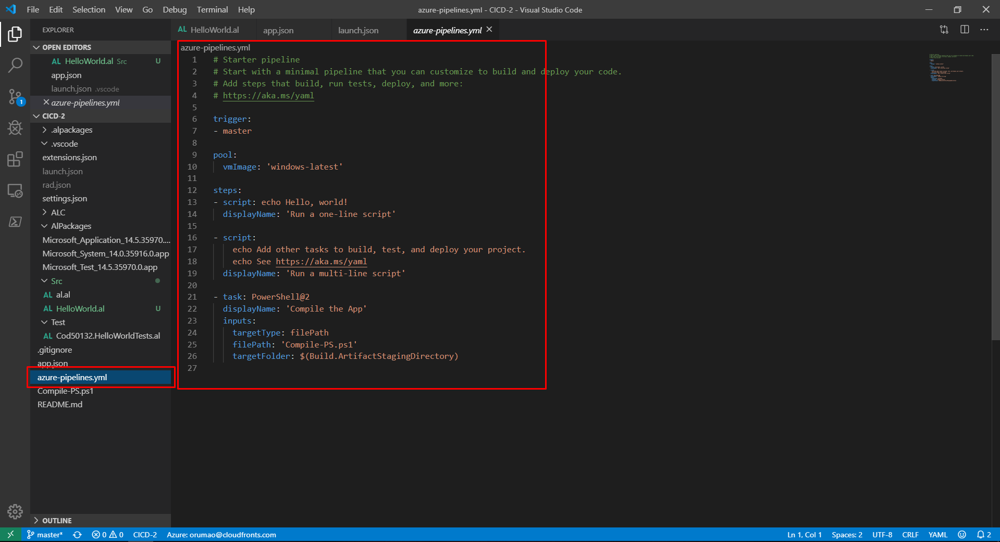 File Edit Selection View Go Debug Terminal Help
azure-pipelines.yml - CICD-2 - Visual Studio Code
EXPLORER
OPEN EDITORS
AL HelloWorld.al Src U
app.json
launch.json .vscode
azure-pipelines.yml
CICD-2
.alpackages
.vscode
extensions.json
launch.json
rad.json
settings.json
ALC
AlPackages
Microsoft_Application_14.5.35970....
Microsoft_System_14.0.35916.0.app
Microsoft_Test_14.5.35970.0.app
Src
AL al.al
AL HelloWorld.al U
Test
AL Cod50132.HelloWorldTests.al
.gitignore
app.json
azure-pipelines.yml
Compile-PS.ps1
README.md
OUTLINE
1
AL HelloWorld.al app.json launch.json azure-pipelines.yml
azure-pipelines.yml
1 # Starter pipeline
2 # Start with a minimal pipeline that you can customize to build and deploy your code.
3 # Add steps that build, run tests, deploy, and more:
4 # https://aka.ms/yaml
5
6 trigger:
7 - master
8
9 pool:
10 vmImage: 'windows-latest'
11
12 steps:
13 - script: echo Hello, world!
14 displayName: 'Run a one-line script'
15
16 - script:
17 echo Add other tasks to build, test, and deploy your project.
18 echo See https://aka.ms/yaml
19 displayName: 'Run a multi-line script'
20
21 - task: PowerShell@2
22 displayName: 'Compile the App'
23 inputs:
24 targetType: filePath
25 filePath: 'Compile-PS.ps1'
26 targetFolder: $(Build.ArtifactStagingDirectory)
27
master* 0 0 CICD-2 Azure: orumao@cloudfronts.com
Ln 1, Col 1 Spaces: 2 UTF-8 CRLF YAML 2